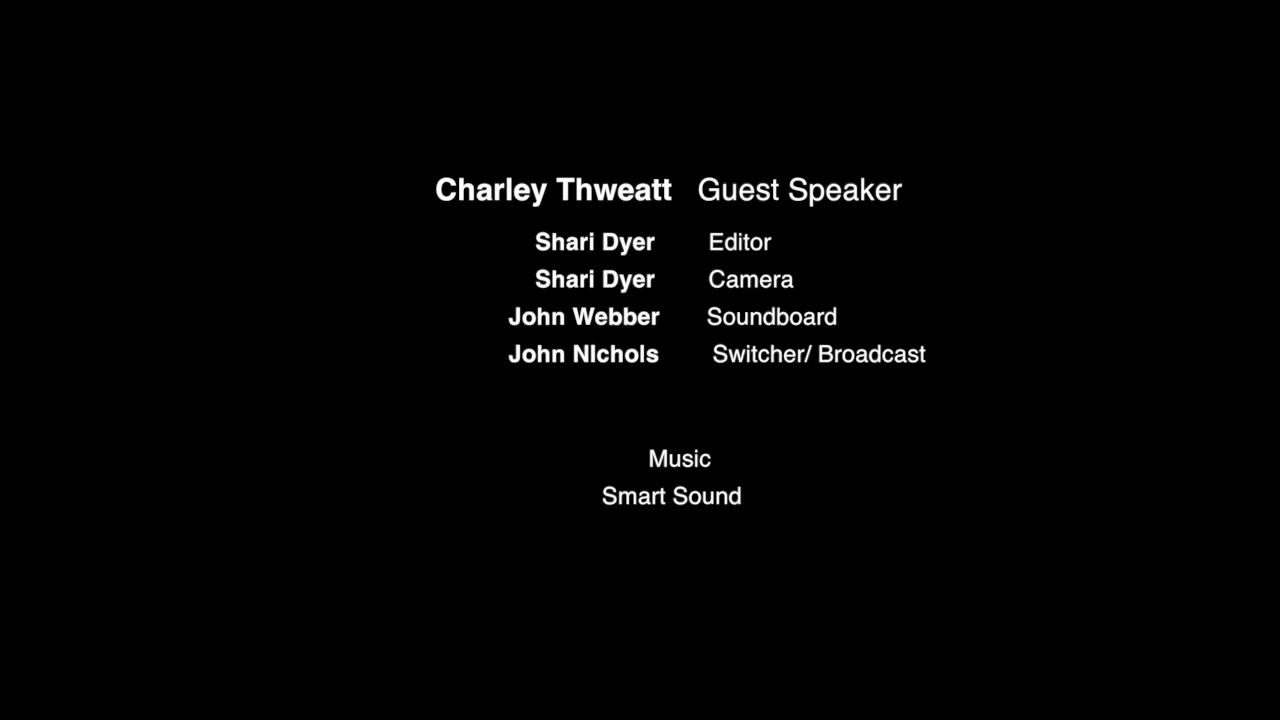 Charley Thweatt Guest Speaker
Shari Dyer Editor
Shari Dyer Camera
John Webber Soundboard
John NIchols Switcher/ Broadcast
Music
Smart Sound